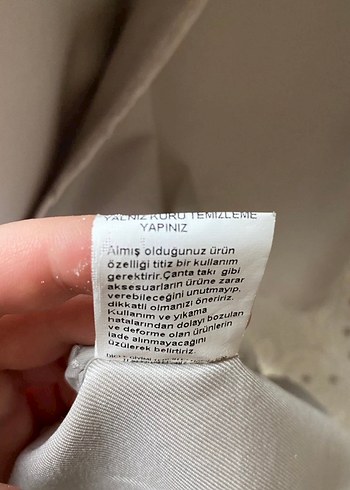 YALNIZ KURU TEMİZLEME
YAPINIZ
Almış olduğunuz ürün
özelliği titiz bir kullanım
gerektirir.Çanta takı gibi
aksesuarların ürüne zarar
verebileceğini unutmayıp,
dikkatli olmanızı öneririz.
Kullanım ve yıkama
hatalarından dolayı bozulan
ve deforme olan ürünlerin
iade alınmayacağını
üzülerek belirtiriz.